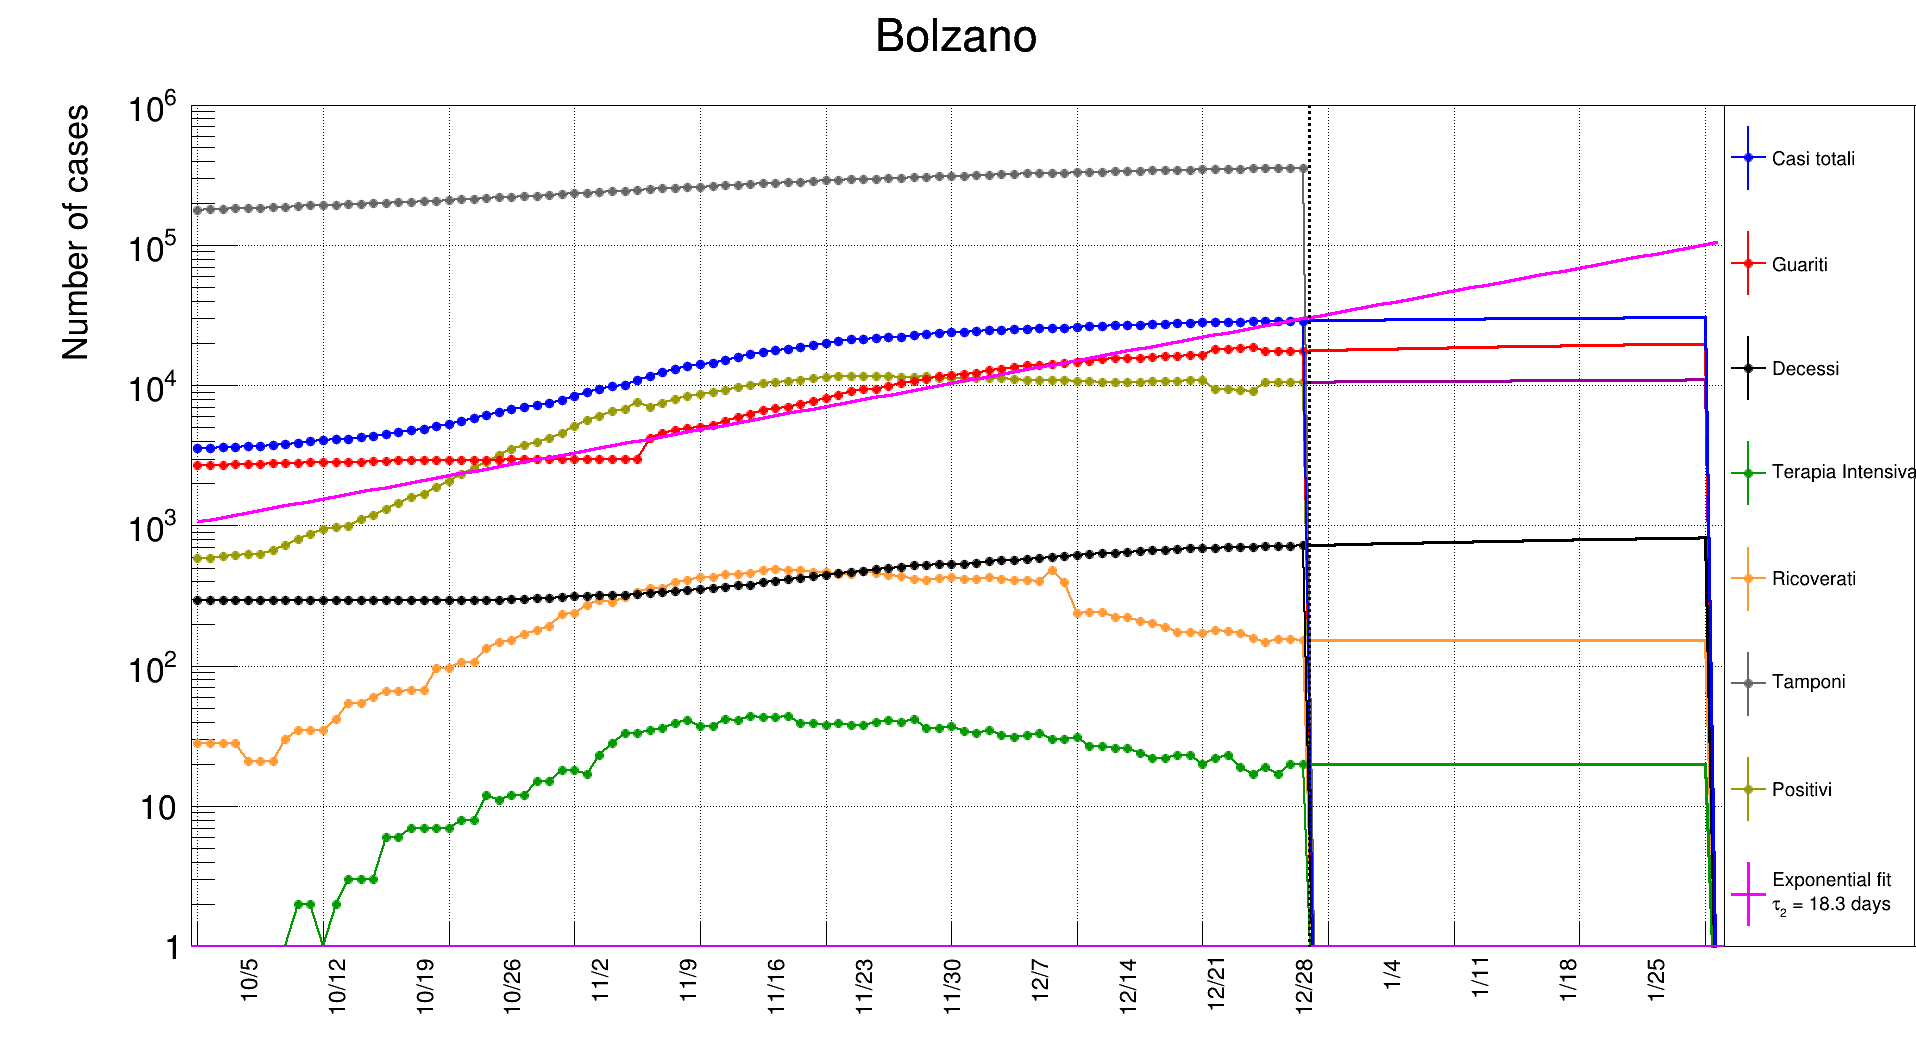 Bolzano
Number of cases
10^6
10^5
10^4
10^3
10^2
10
1
10/5
10/12
10/19
10/26
11/2
11/9
11/16
11/23
11/30
12/7
12/14
12/21
12/28
1/4
1/11
1/18
1/25
Casi totali
Guariti
Decessi
Terapia Intensiva
Ricoverati
Tamponi
Positivi
Exponential fit
τ_2 = 18.3 days